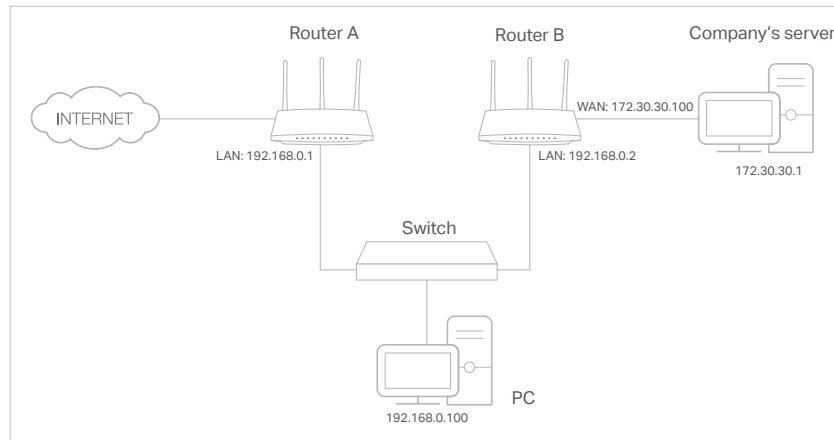 Router A
Router B
Company's server
INTERNET
WAN: 172.30.30.100
LAN: 192.168.0.1
LAN: 192.168.0.2
172.30.30.1
Switch
PC
192.168.0.100